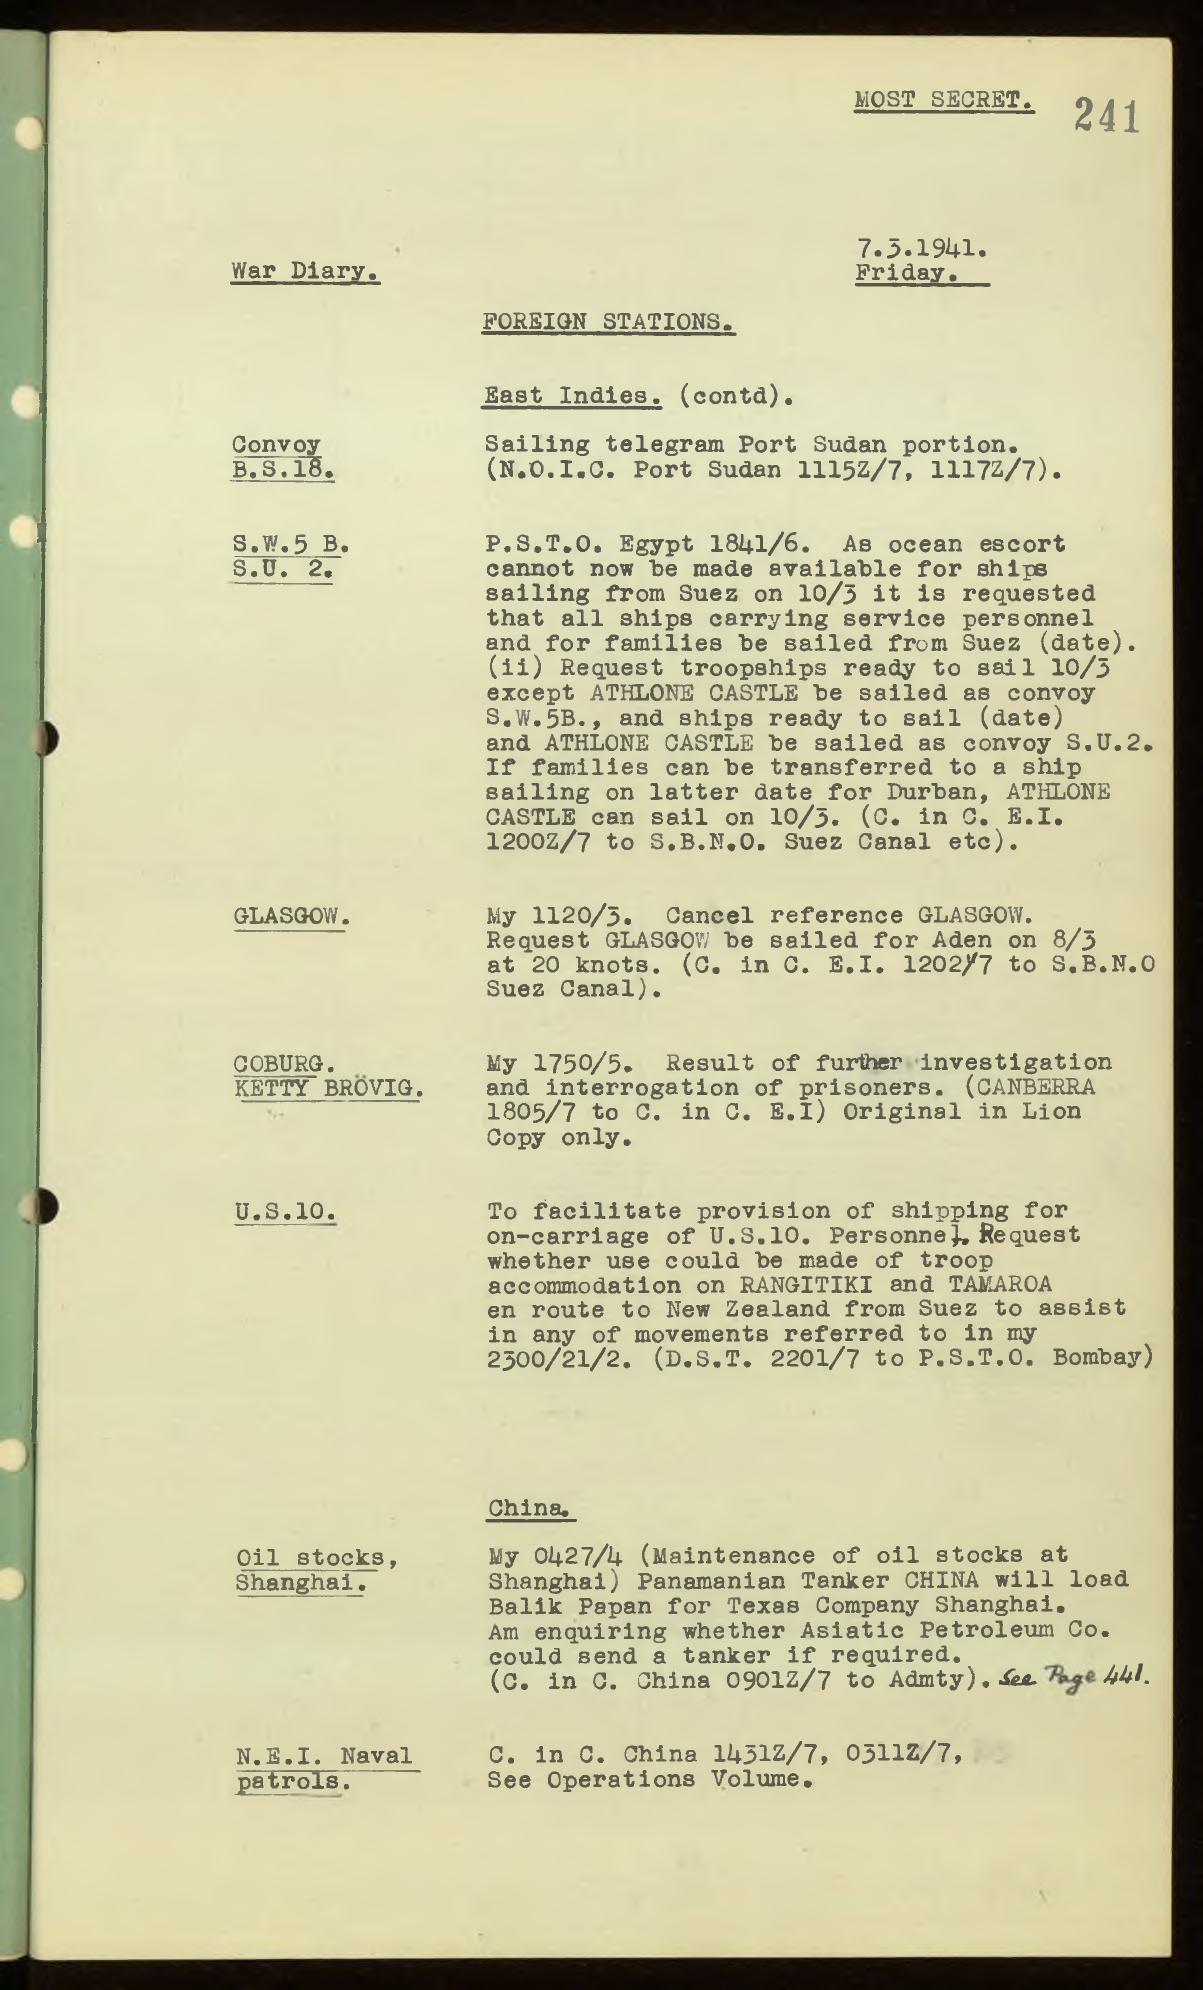 MOST SECRET. 241
7.3.1941.
War Diary. Friday.
FOREIGN STATIONS.
East Indies. (contd).
Convoy Sailing telegram Port Sudan portion.
B.S.18. (N.O.I.C. Port Sudan 1115Z/7, 1117Z/7).
S.W.5 B. P.S.T.O. Egypt 1841/6. As ocean escort
S.U. 2. cannot now be made available for ships
sailing from Suez on 10/3 it is requested
that all ships carrying service personnel
and for families be sailed from Suez (date).
(ii) Request troopships ready to sail 10/3
except ATHLONE CASTLE be sailed as convoy
S.W.5B., and ships ready to sail (date)
and ATHLONE CASTLE be sailed as convoy S.U.2.
If families can be transferred to a ship
sailing on latter date for Durban, ATHLONE
CASTLE can sail on 10/3. (C. in C. E.I.
1200Z/7 to S.B.N.O. Suez Canal etc).
GLASGOW. My 1120/3. Cancel reference GLASGOW.
Request GLASGOW be sailed for Aden on 8/3
at 20 knots. (C. in C. E.I. 1202/7 to S.B.N.O
Suez Canal).
COBURG. My 1750/5. Result of further investigation
KETTY BRÖVIG. and interrogation of prisoners. (CANBERRA
1805/7 to C. in C. E.I) Original in Lion
Copy only.
U.S.10. To facilitate provision of shipping for
on-carriage of U.S.10. Personnel. Request
whether use could be made of troop
accommodation on RANGITIKI and TAMAROA
en route to New Zealand from Suez to assist
in any of movements referred to in my
2300/21/2. (D.S.T. 2201/7 to P.S.T.O. Bombay)
China.
Oil stocks, My 0427/4 (Maintenance of oil stocks at
Shanghai. Shanghai) Panamanian Tanker CHINA will load
Balik Papan for Texas Company Shanghai.
Am enquiring whether Asiatic Petroleum Co.
could send a tanker if required.
(C. in C. China 0901Z/7 to Admty). See Page 441.
N.E.I. Naval C. in C. China 1431Z/7, 0311Z/7,
patrols. See Operations Volume.